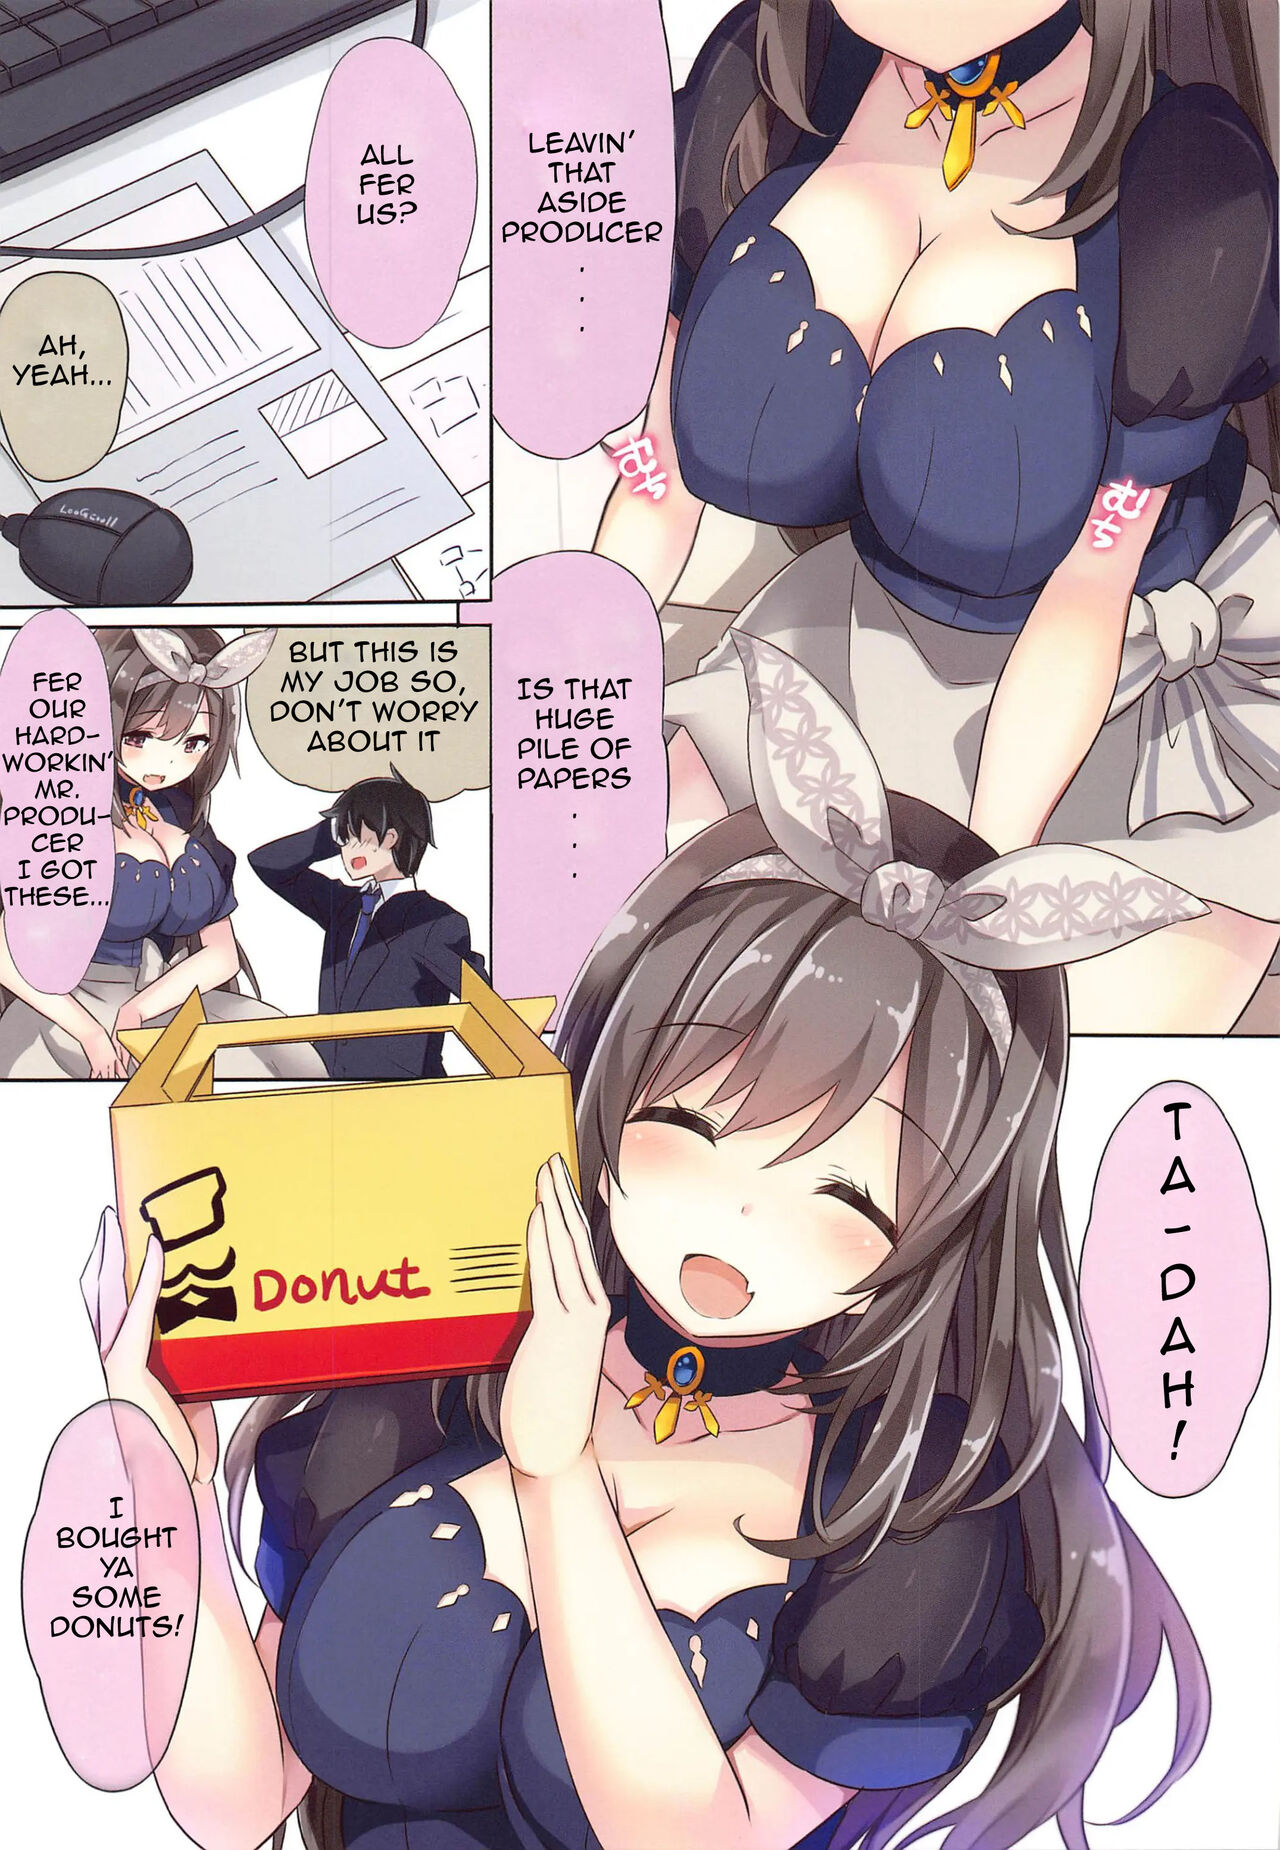 LEAVIN'
THAT
ASIDE
PRODUCER
. . .
むち
むち
IS THAT
HUGE
PILE OF
PAPERS
. . .
ALL
FER
US?
AH,
YEAH...
LooGcoll
BUT THIS IS
MY JOB SO,
DON'T WORRY
ABOUT IT
FER
OUR
HARD-
WORKIN'
MR.
PRODU-
CER
I GOT
THESE...
TA-DAH!
Donut
I
BOUGHT
YA
SOME
DONUTS!